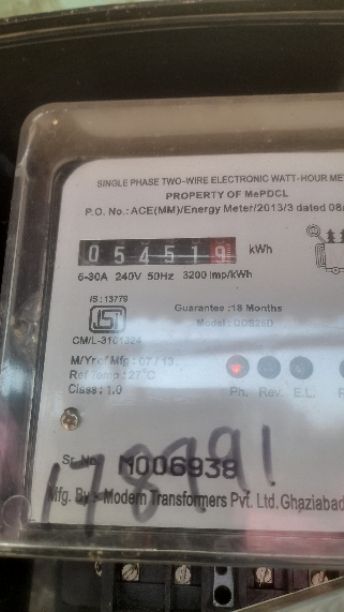 SINGLE PHASE TWO-WIRE ELECTRONIC WATT-HOUR ME
PROPERTY OF MePDCL
P.O. No.: ACE(MM)/Energy Meter/2013/3 dated 08
054519 kWh
5-30A 240V 50Hz 3200 Imp/kWh
IS: 13779
ISI
CM/L-3101324
Guarantee :18 Months
Model :
M/Yr of Mfg : 07 / 13.
Ref Temp : 27°C
Class : 1.0
Ph. Rev. E.L.
Sr. No. M006938
178791
Mfg. By : Modern Transformers Pvt. Ltd. Ghaziabad